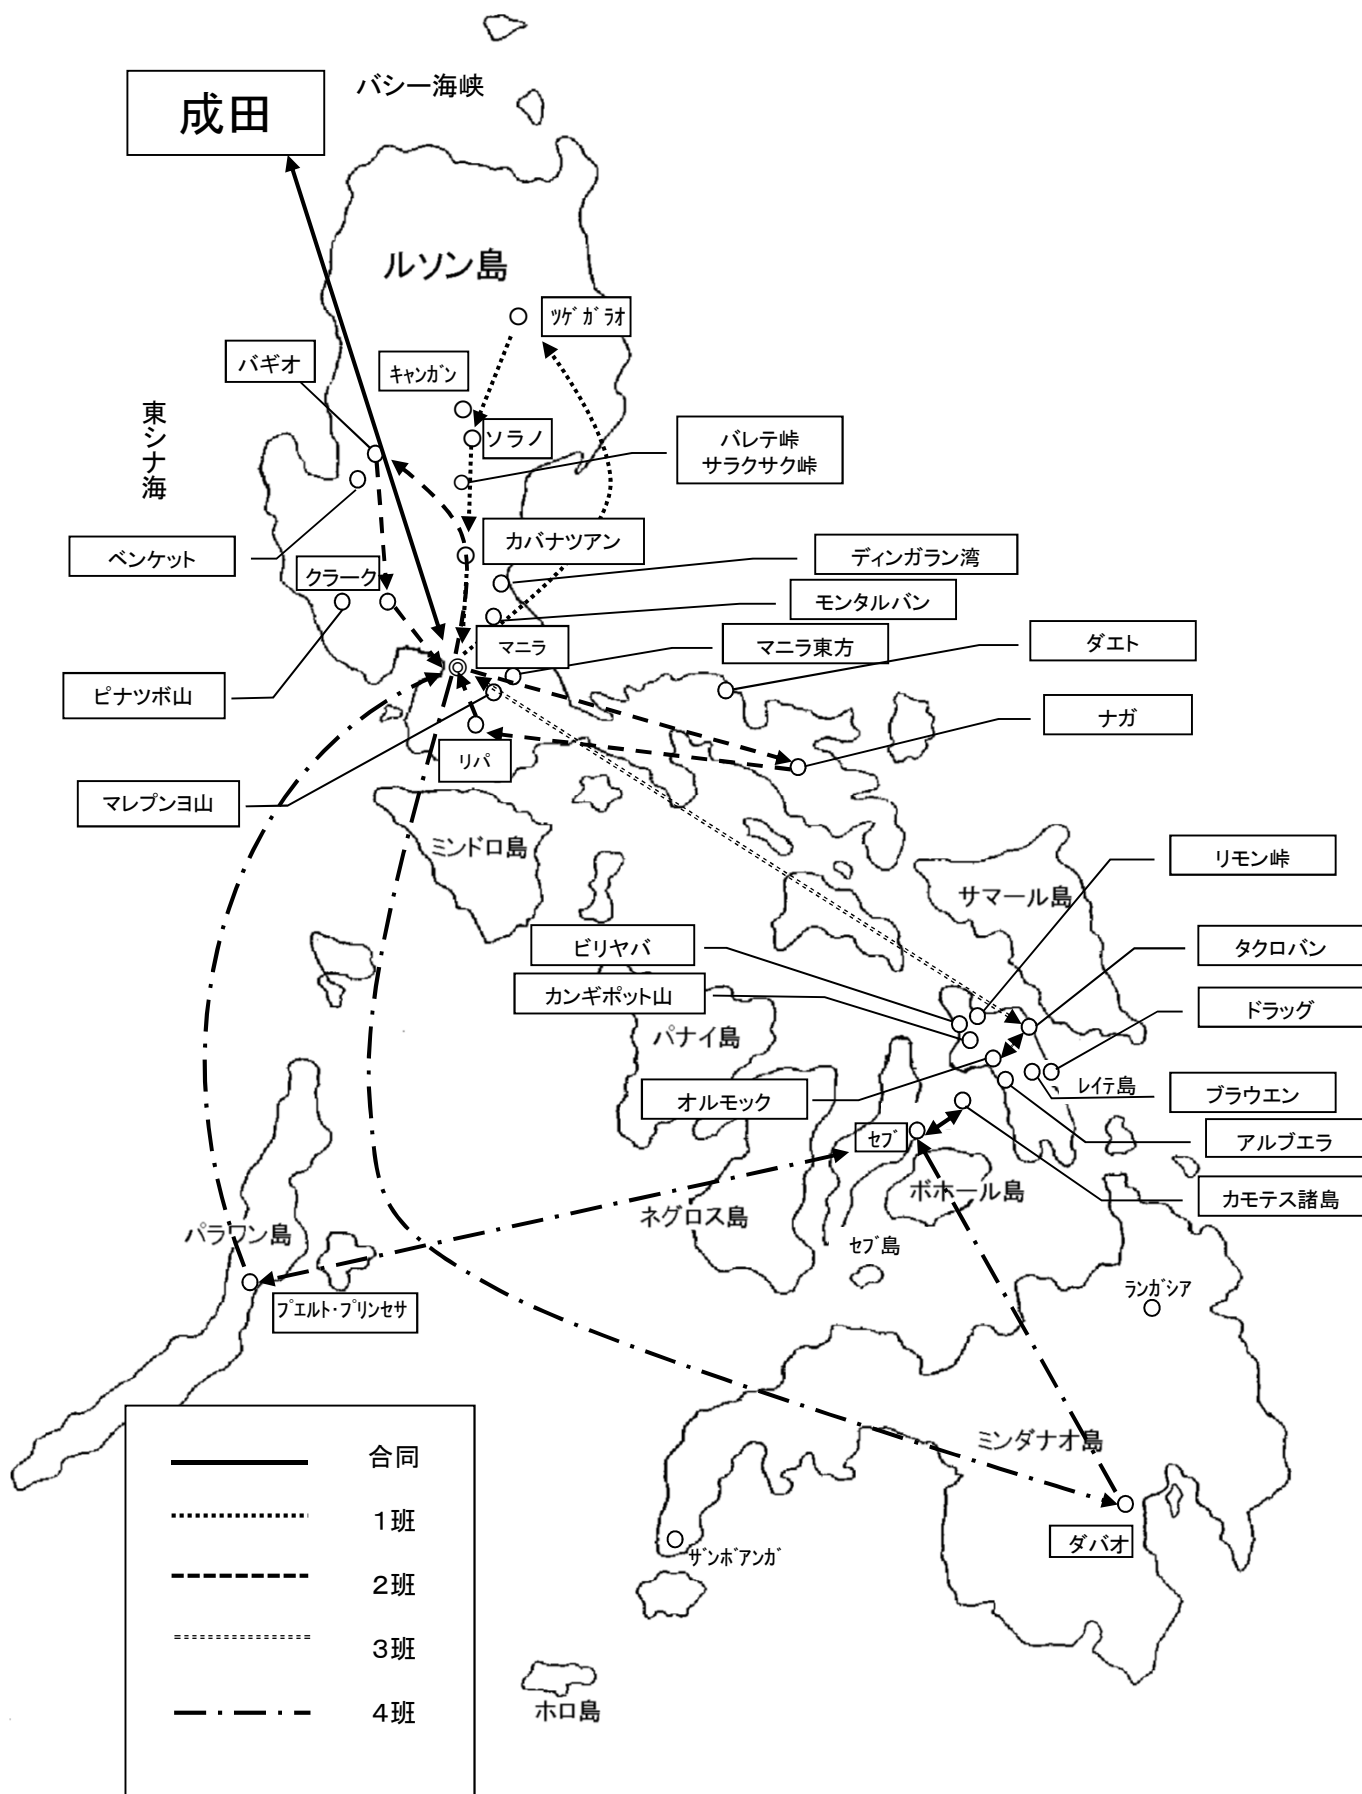 バシー海峡
成田
ルソン島
ﾂｹﾞｶﾞﾗｵ
バギオ
ｷｬﾝｶﾞﾝ
東シナ海
ソラノ
バレテ峠
サラクサク峠
カバナツアン
ベンケット
ディンガラン湾
クラーク
モンタルバン
マニラ
マニラ東方
ダエト
ピナツボ山
ナガ
リパ
マレプンヨ山
ミンドロ島
リモン峠
サマール島
ビリヤバ
タクロバン
カンギポット山
ドラッグ
パナイ島
オルモック
レイテ島
ブラウエン
セブ
アルブエラ
ボホール島
カモテス諸島
ネグロス島
パラワン島
セブ島
ランガシア
プエルト・プリンセサ
ミンダナオ島
合同
１班
ダバオ
ザンボアンガ
２班
３班
ホロ島
４班